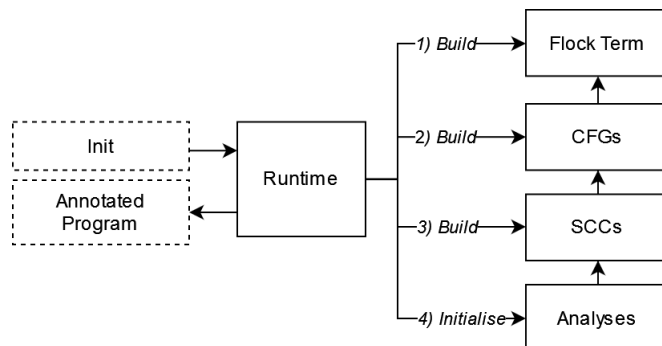 1) Build
Flock Term
Init
2) Build
CFGs
Runtime
Annotated
Program
3) Build
SCCs
4) Initialise
Analyses